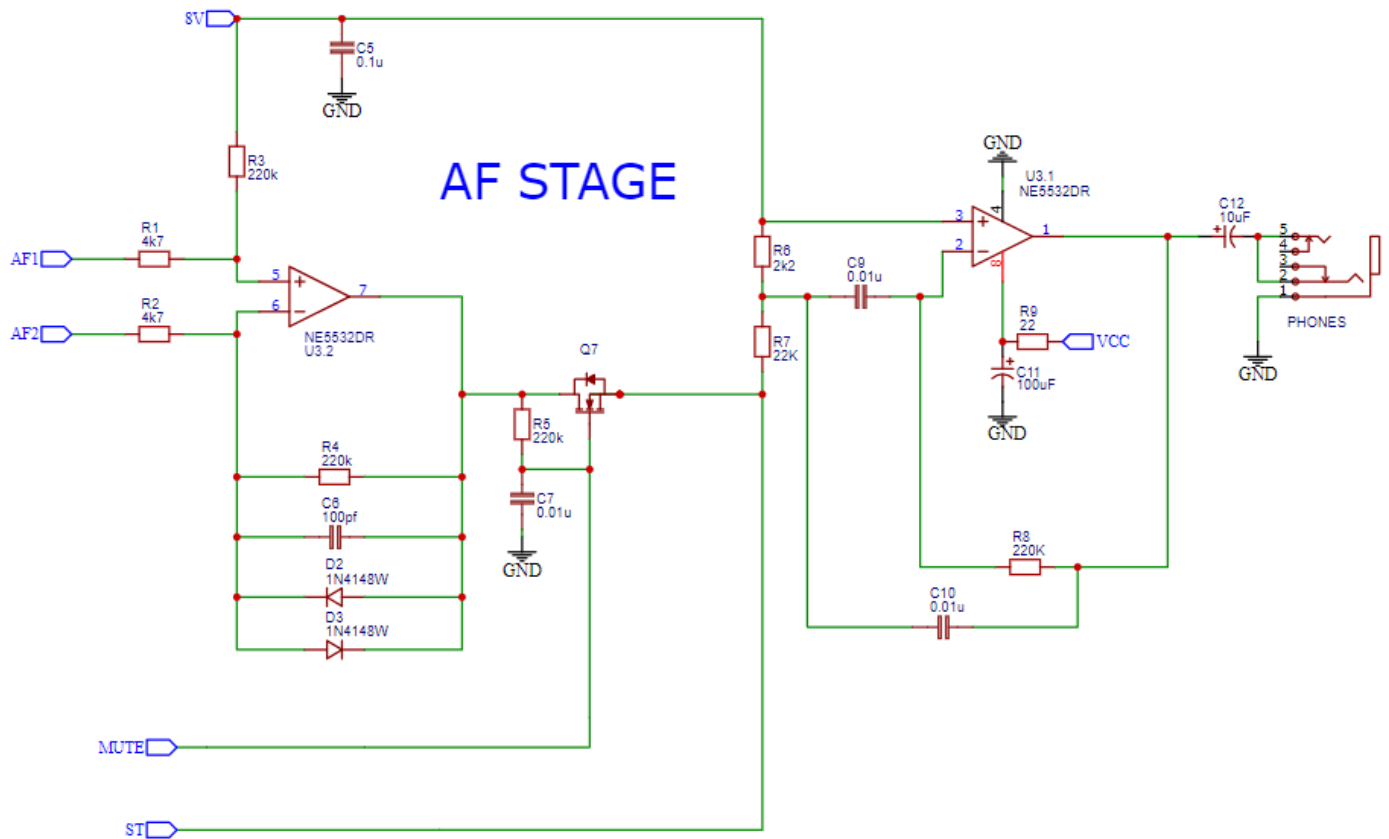 8V
C5
0.1u
GND
R3
220k
AF STAGE
GND
U3.1
NE5532DR
4
3
2
1
8
C12
10uF
5
4
3
2
1
PHONES
GND
R1
4k7
AF1
R2
4k7
AF2
5
6
7
NE5532DR
U3.2
R6
2k2
C9
0.01u
R7
22K
R9
22
VCC
C11
100uF
GND
Q7
R5
220k
C7
0.01u
GND
R4
220k
C6
100pf
D2
1N4148W
D3
1N4148W
R8
220K
C10
0.01u
MUTE
ST